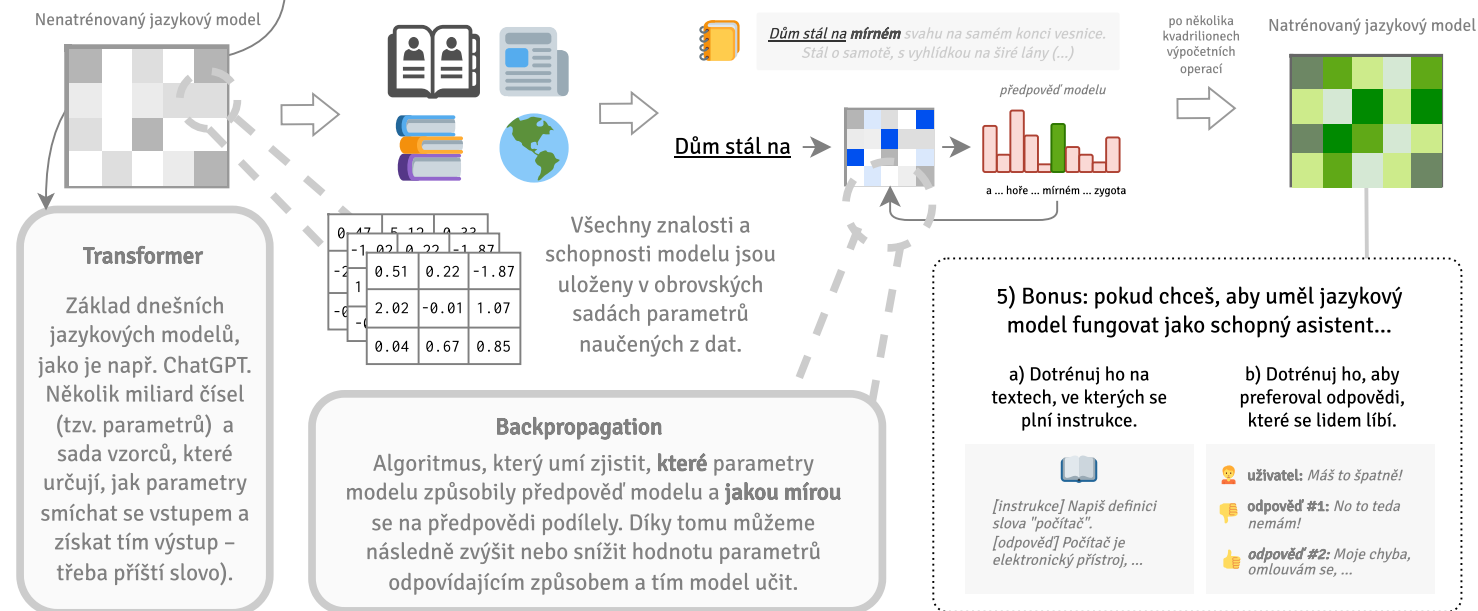 Nenatrénovaný jazykový model
Dům stál na mírném svahu na samém konci vesnice.
Stál o samotě, s vyhlídkou na širé lány (...)
po několika
kvadrilionech
výpočetních
operací
Natrénovaný jazykový model
předpověď modelu
Dům stál na
a ... hoře ... mírném ... zygota
Transformer
Základ dnešních
jazykových modelů,
jako je např. ChatGPT.
Několik miliard čísel
(tzv. parametrů) a
sada vzorců, které
určují, jak parametry
smíchat se vstupem a
získat tím výstup –
třeba příští slovo).
0.51 0.22 -1.87
2.02 -0.01 1.07
0.04 0.67 0.85
Všechny znalosti a
schopnosti modelu jsou
uloženy v obrovských
sadách parametrů
naučených z dat.
Backpropagation
Algoritmus, který umí zjistit, které parametry
modelu způsobily předpověď modelu a jakou mírou
se na předpovědi podílely. Díky tomu můžeme
následně zvýšit nebo snížit hodnotu parametrů
odpovídajícím způsobem a tím model učit.
5) Bonus: pokud chceš, aby uměl jazykový
model fungovat jako schopný asistent...
a) Dotrénuj ho na
textech, ve kterých se
plní instrukce.
[instrukce] Napiš definici
slova "počítač".
[odpověď] Počítač je
elektronický přístroj, ...
b) Dotrénuj ho, aby
preferoval odpovědi,
které se lidem líbí.
uživatel: Máš to špatně!
odpověď #1: No to teda
nemám!
odpověď #2: Moje chyba,
omlouvám se, ...